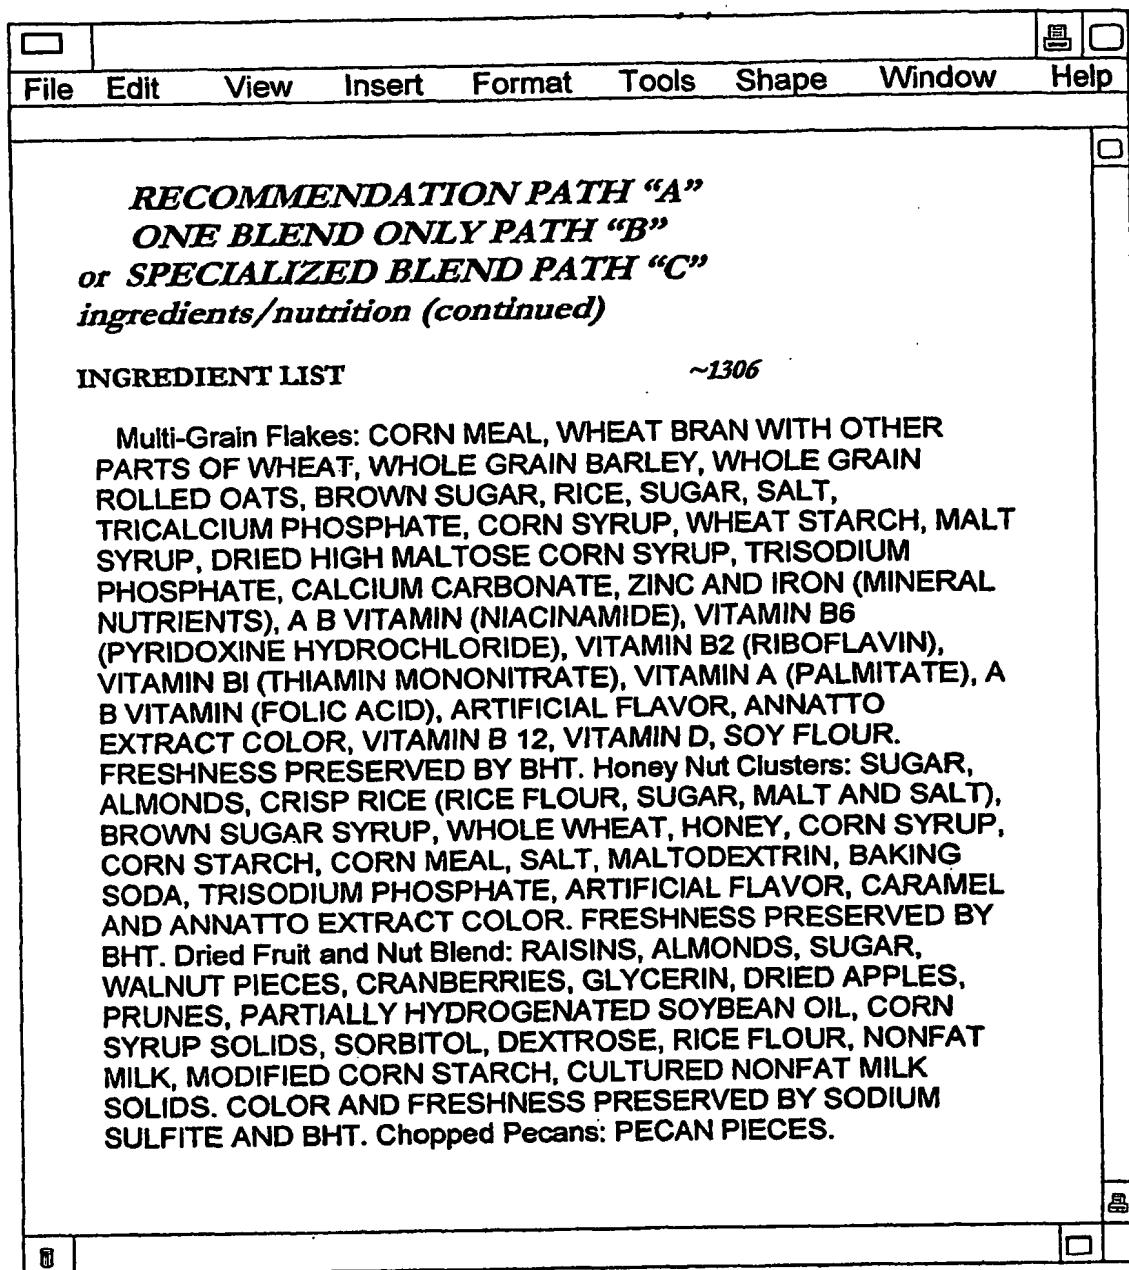 File Edit View Insert Format Tools Shape Window Help
RECOMMENDATION PATH “A”
ONE BLEND ONLY PATH “B”
or SPECIALIZED BLEND PATH “C”
ingredients/nutrition (continued)
INGREDIENT LIST ~1306
Multi-Grain Flakes: CORN MEAL, WHEAT BRAN WITH OTHER
PARTS OF WHEAT, WHOLE GRAIN BARLEY, WHOLE GRAIN
ROLLED OATS, BROWN SUGAR, RICE, SUGAR, SALT,
TRICALCIUM PHOSPHATE, CORN SYRUP, WHEAT STARCH, MALT
SYRUP, DRIED HIGH MALTOSE CORN SYRUP, TRISODIUM
PHOSPHATE, CALCIUM CARBONATE, ZINC AND IRON (MINERAL
NUTRIENTS), A B VITAMIN (NIACINAMIDE), VITAMIN B6
(PYRIDOXINE HYDROCHLORIDE), VITAMIN B2 (RIBOFLAVIN),
VITAMIN BI (THIAMIN MONONITRATE), VITAMIN A (PALMITATE), A
B VITAMIN (FOLIC ACID), ARTIFICIAL FLAVOR, ANNATTO
EXTRACT COLOR, VITAMIN B 12, VITAMIN D, SOY FLOUR.
FRESHNESS PRESERVED BY BHT. Honey Nut Clusters: SUGAR,
ALMONDS, CRISP RICE (RICE FLOUR, SUGAR, MALT AND SALT),
BROWN SUGAR SYRUP, WHOLE WHEAT, HONEY, CORN SYRUP,
CORN STARCH, CORN MEAL, SALT, MALTODEXTRIN, BAKING
SODA, TRISODIUM PHOSPHATE, ARTIFICIAL FLAVOR, CARAMEL
AND ANNATTO EXTRACT COLOR. FRESHNESS PRESERVED BY
BHT. Dried Fruit and Nut Blend: RAISINS, ALMONDS, SUGAR,
WALNUT PIECES, CRANBERRIES, GLYCERIN, DRIED APPLES,
PRUNES, PARTIALLY HYDROGENATED SOYBEAN OIL, CORN
SYRUP SOLIDS, SORBITOL, DEXTROSE, RICE FLOUR, NONFAT
MILK, MODIFIED CORN STARCH, CULTURED NONFAT MILK
SOLIDS. COLOR AND FRESHNESS PRESERVED BY SODIUM
SULFITE AND BHT. Chopped Pecans: PECAN PIECES.